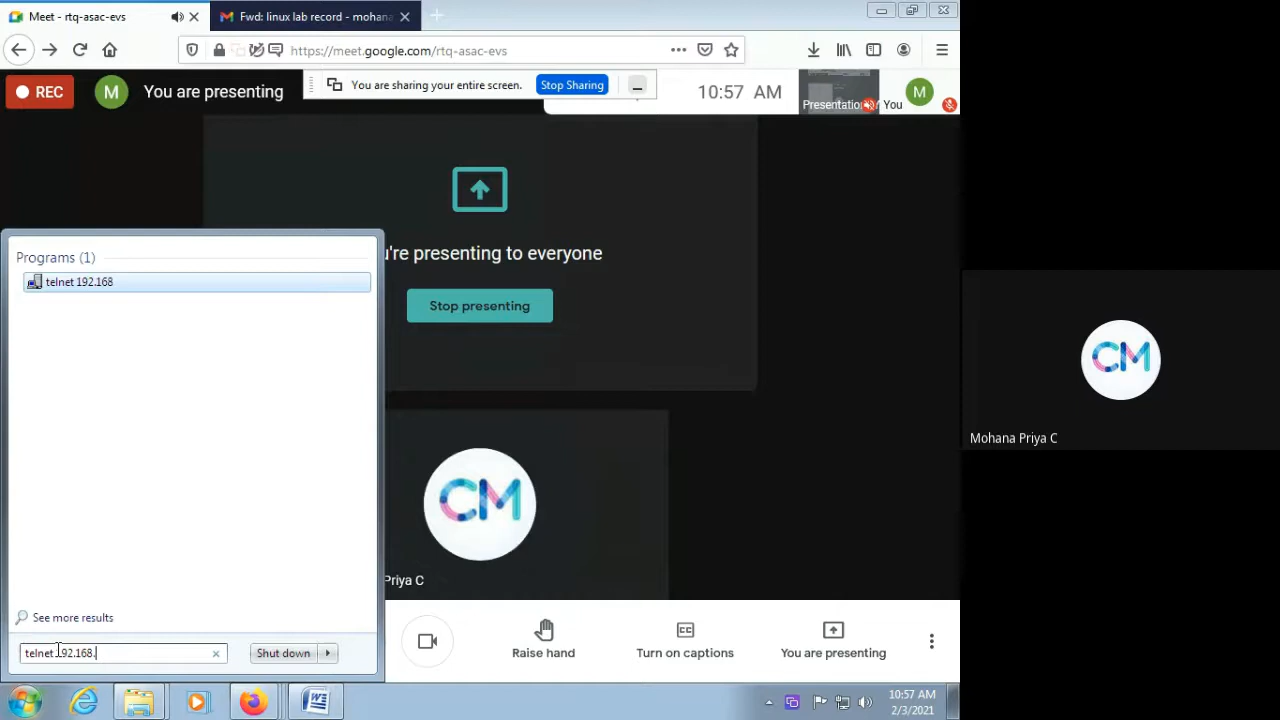 Meet - rtq-asac-evs
Fwd: linux lab record - mohana
https://meet.google.com/rtq-asac-evs
REC
M
You are presenting
You are sharing your entire screen.
Stop Sharing
10:57 AM
Presentation
You
M
u're presenting to everyone
Stop presenting
Programs (1)
telnet 192.168
See more results
telnet 192.168.
Shut down
CM
Priya C
Raise hand
Turn on captions
You are presenting
CM
Mohana Priya C
10:57 AM
2/3/2021